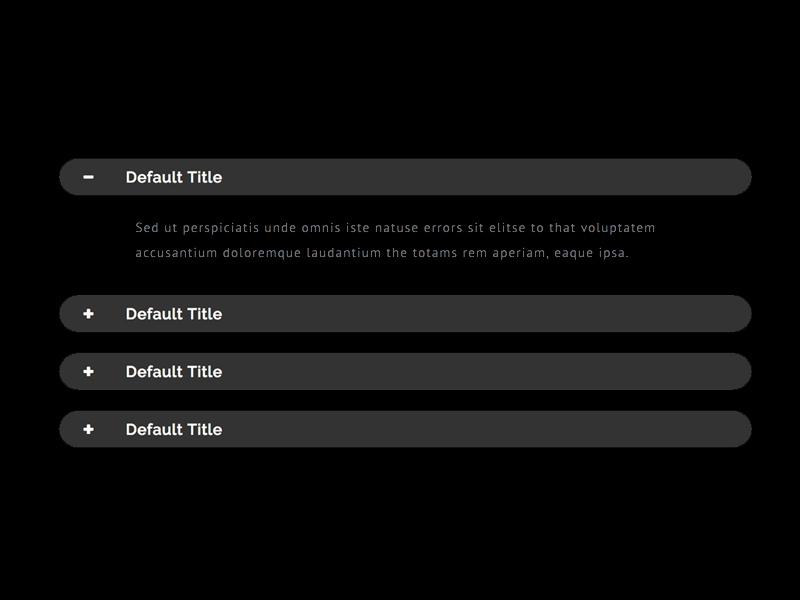 Default Title
Sed ut perspiciatis unde omnis iste natuse errors sit elitse to that voluptatem
accusantium doloremque laudantium the totams rem aperiam, eaque ipsa.
Default Title
Default Title
Default Title